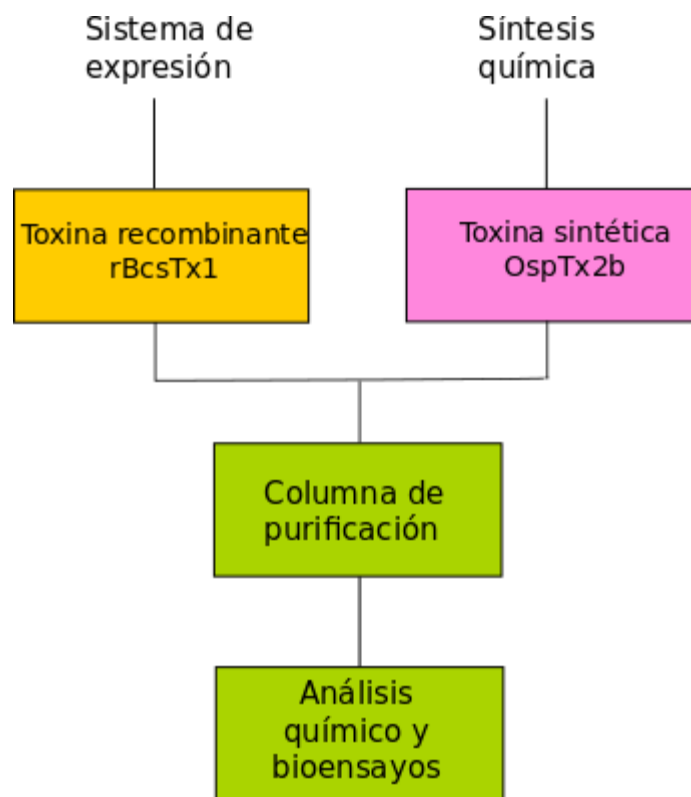 Sistema de
expresión
Síntesis
química
Toxina recombinante
rBcsTx1
Toxina sintética
OspTx2b
Columna de
purificación
Análisis
químico y
bioensayos